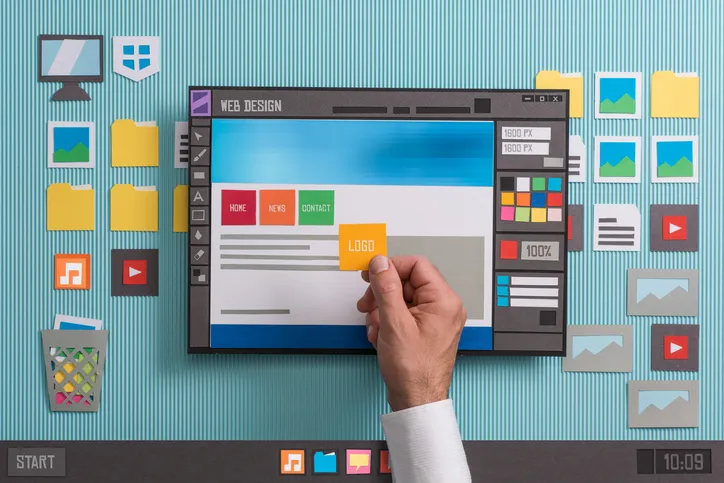 WEB DESIGN
1600 PX
1600 PX
HOME
NEWS
CONTACT
LOGO
100%
START
10:09